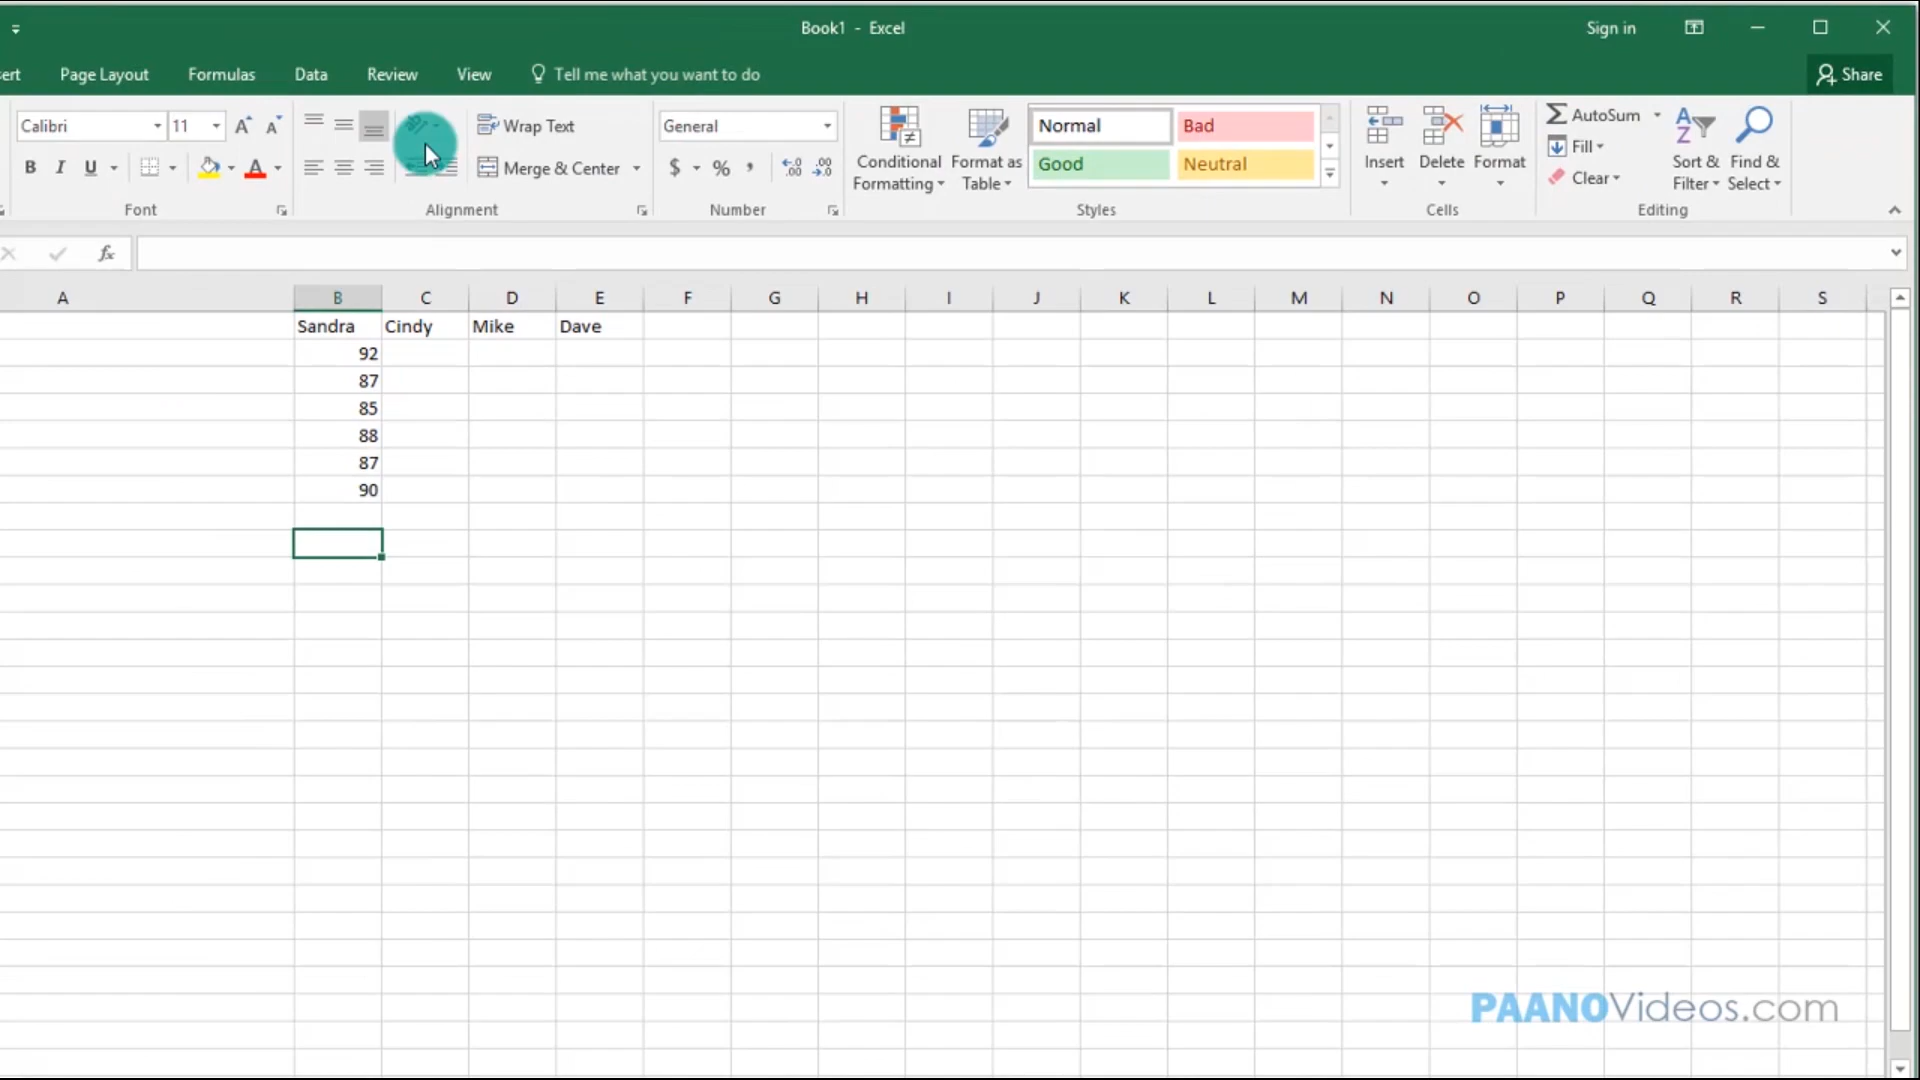 Book1 - Excel
Sign in
ert Page Layout Formulas Data Review View Tell me what you want to do
Share
Calibri 11 A A Wrap Text General
B I U A Merge & Center $ % ,
Conditional Formatting
Format as Table
Normal Bad
Good Neutral
Insert Delete Format
AutoSum
Fill
Clear
Sort & Filter
Find & Select
Font Alignment Number Styles Cells Editing
fx
A B C D E F G H I J K L M N O P Q R S
Sandra Cindy Mike Dave
92
87
85
88
87
90
PAANOVideos.com